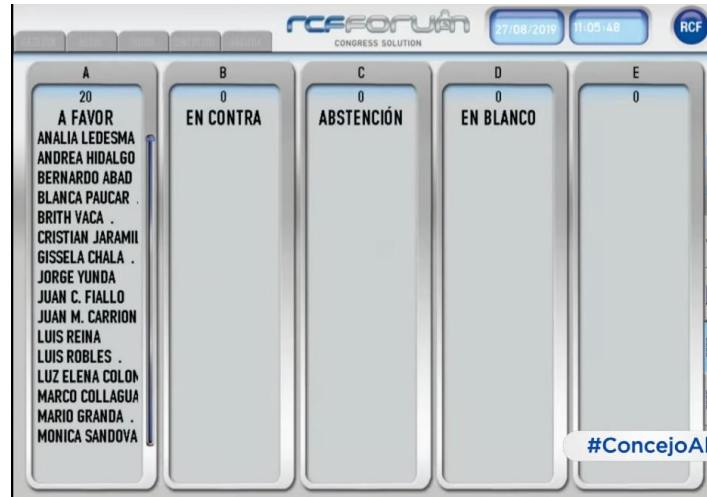 RCFFORUM
CONGRESS SOLUTION
27/08/2019
11:05:48
RCF
A
20
A FAVOR
ANALIA LEDESMA
ANDREA HIDALGO
BERNARDO ABAD
BLANCA PAUCAR .
BRITH VACA .
CRISTIAN JARAMIL
GISSELA CHALA .
JORGE YUNDA
JUAN C. FIALLO
JUAN M. CARRION
LUIS REINA
LUIS ROBLES .
LUZ ELENA COLON
MARCO COLLAGUA
MARIO GRANDA .
MONICA SANDOVA
B
0
EN CONTRA
C
0
ABSTENCIÓN
D
0
EN BLANCO
E
0
#ConcejoAl